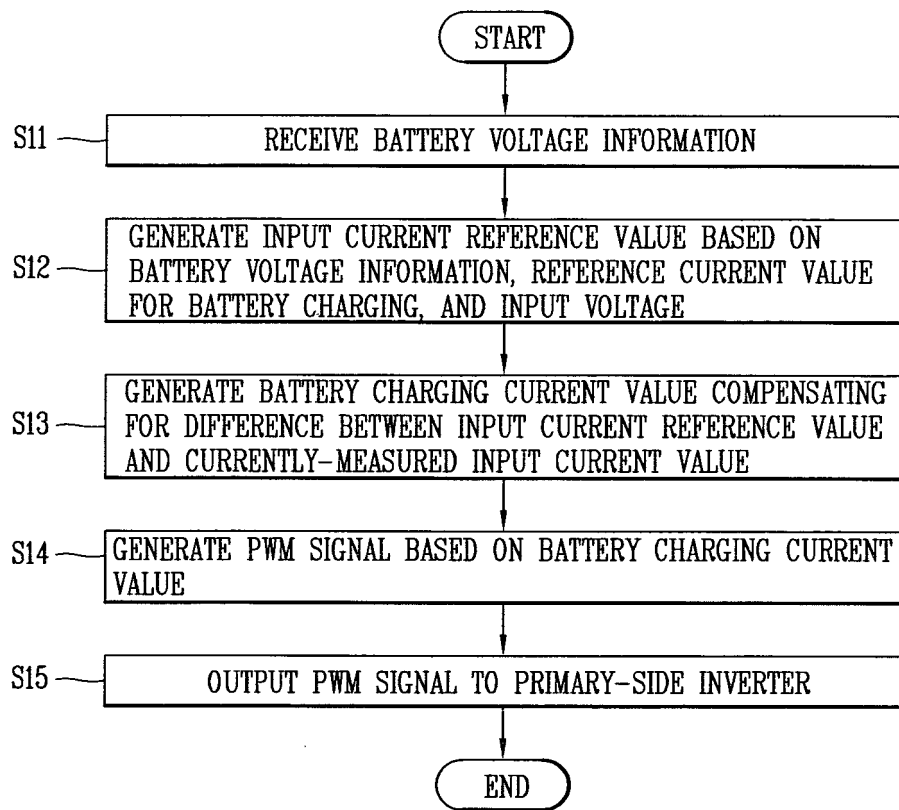 START
S11
RECEIVE BATTERY VOLTAGE INFORMATION
S12
GENERATE INPUT CURRENT REFERENCE VALUE BASED ON
BATTERY VOLTAGE INFORMATION, REFERENCE CURRENT VALUE
FOR BATTERY CHARGING, AND INPUT VOLTAGE
S13
GENERATE BATTERY CHARGING CURRENT VALUE COMPENSATING
FOR DIFFERENCE BETWEEN INPUT CURRENT REFERENCE VALUE
AND CURRENTLY-MEASURED INPUT CURRENT VALUE
S14
GENERATE PWM SIGNAL BASED ON BATTERY CHARGING CURRENT
VALUE
S15
OUTPUT PWM SIGNAL TO PRIMARY-SIDE INVERTER
END